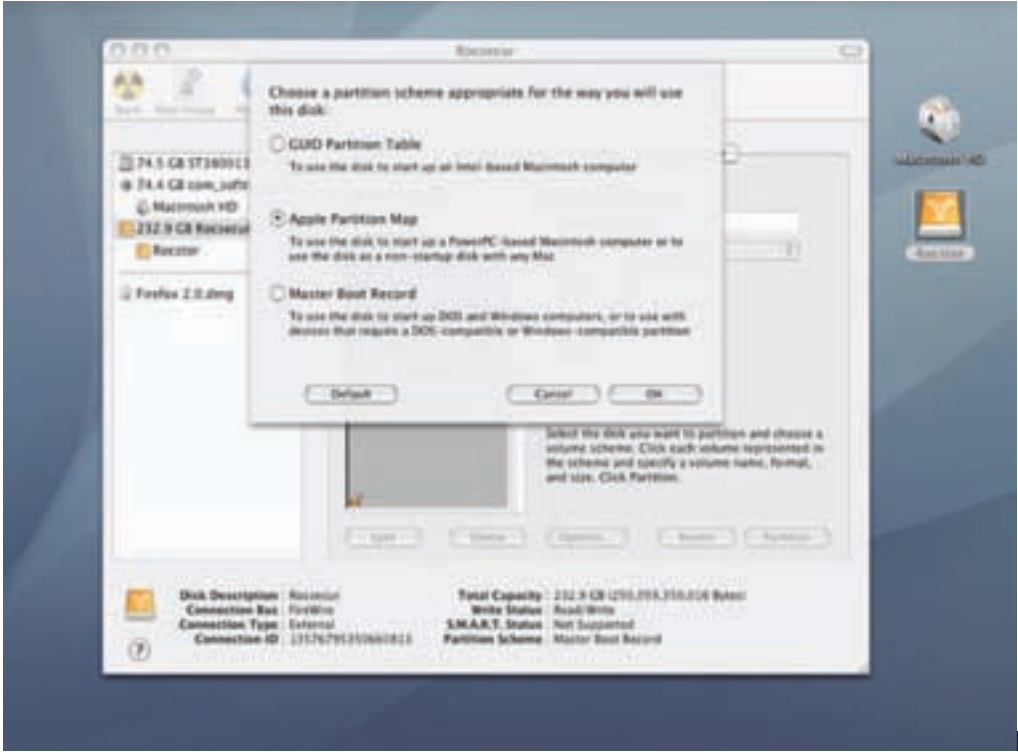 Choose a partition scheme appropriate for the way you will use
this disk:
GUID Partition Table
To use the disk to start up an Intel-based Macintosh computer
Apple Partition Map
To use the disk to start up a PowerPC-based Macintosh computer or to
use the disk as a non-startup disk with any Mac
Master Boot Record
To use the disk to start up DOS and Windows computers, or to use with
devices that require a DOS-compatible or Windows-compatible partition
Default
Cancel
OK
74.4 GB
Macintosh HD
232.9 GB
Firefox 2.0.dmg
Select the disk you want to partition and choose a
volume scheme. Click each volume represented in
the scheme and specify a volume name, format,
and size. Click Partition.
Split
Delete
Options...
Revert
Partition
Disk Description :
Connection Bus : FireWire
Connection Type : External
Connection ID :
Total Capacity : 232.9 GB
Write Status : Read/Write
S.M.A.R.T. Status : Not Supported
Partition Scheme : Master Boot Record
?
Macintosh HD